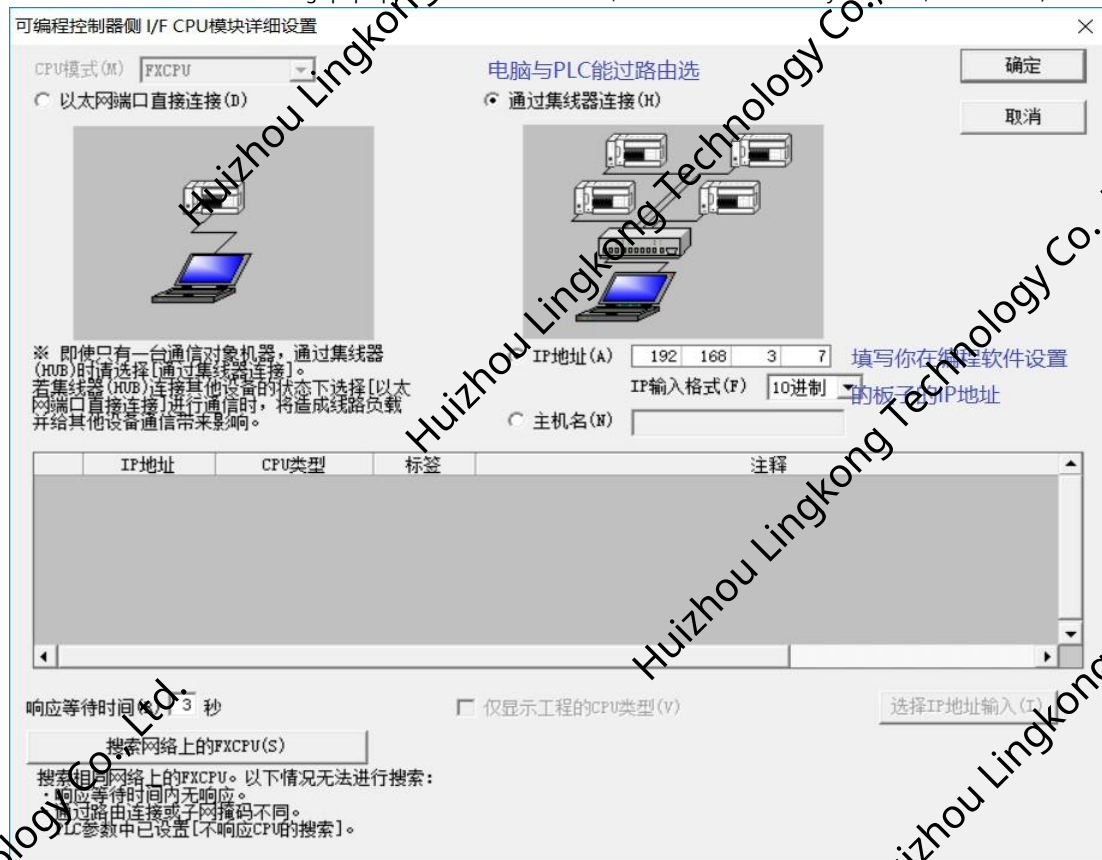 可编程控制器侧 I/F CPU模块详细设置
CPU模式(M) FXCPU
电脑与PLC能过路由选
确定
以太网端口直接连接(D)
通过集线器连接(H)
取消
※ 即使只有一台通信对象机器，通过集线器
(HUB)时请选择[通过集线器连接]。
若集线器(HUB)连接其他设备的状态下选择[以太
网端口直接连接]进行通信时，将造成线路负载
并给其他设备通信带来影响。
IP地址(A) 192 168 3 7
填写你在编程软件设置
的板子的IP地址
IP输入格式(F) 10进制
主机名(N)
IP地址 CPU类型 标签 注释
响应等待时间(R) 3 秒
仅显示工程的CPU类型(V)
选择IP地址输入(I)
搜索网络上的FXCPU(S)
搜索相同网络上的FXCPU。以下情况无法进行搜索：
·响应等待时间内无响应。
·通过路由连接或子网掩码不同。
·PLC参数中已设置[不响应CPU的搜索]。
Huizhou Lingkong Technology Co., Ltd.
Huizhou Lingkong Technology Co.,
Huizhou Lingkong Technology Co.
Huizhou Lingkong